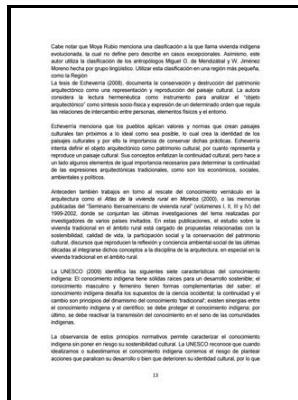 Cabe notar que Moya Rubio menciona una clasificación a la que llama vivienda indígena
evolucionada, la cual no define pero describe en casos excepcionales. Asimismo, este
autor utiliza la clasificación de los antropólogos Miguel O. de Mendizábal y W. Jiménez
Moreno hecha por grupo lingüístico. Utilizar esta clasificación en una región más pequeña,
como la Región
La tesis de Echeverría (2009), documenta la conservación y destrucción del patrimonio
arquitectónico como una representación y reproducción del paisaje cultural. La autora
considera la lectura hermenéutica como instrumento para analizar el "objeto
arquitectónico" como síntesis socio-física y expresión de un determinado orden que regula
las relaciones de intercambio entre personas, elementos físicos y el entorno.
Echeverría menciona que los pueblos aplican valores y normas que crean paisajes
culturales tan próximos a lo ideal como sea posible, lo cual crea la identidad de los
paisajes culturales y por ello la importancia de conservar dichas prácticas. Echeverría
intenta definir el objeto arquitectónico como patrimonio cultural, por cuanto representa y
reproduce un paisaje cultural. Sus conceptos enfatizan la continuidad cultural, pero hace a
un lado algunos elementos de igual importancia necesarios para determinar la continuidad
de las expresiones arquitectónicas tradicionales, como son los económicos, sociales,
ambientales y políticos.
Anteceden también trabajos en torno al rescate del conocimiento vernáculo en la
arquitectura como el Atlas de la vivienda rural en Morelos (2000), o las memorias
publicadas del "Seminario Iberoamericano de vivienda rural" (volúmenes I, II, III y IV) del
1999-2002, donde se conjuntan las últimas investigaciones del tema realizadas por
investigadores de varios países invitados. En estas publicaciones, el estudio sobre la
vivienda tradicional en el ámbito rural está cargado de propuestas relacionadas con la
sostenibilidad, calidad de vida, la participación social y la conservación del patrimonio
cultural, discursos que reproducen la reflexión y conciencia ambiental-social de las últimas
décadas al integrarse dichos conceptos a la disciplina de la arquitectura, en especial en la
vivienda tradicional en el ámbito rural.
La UNESCO (2009) identifica las siguientes siete características del conocimiento
indígena: El conocimiento indígena tiene sólidas raíces para un desarrollo sostenible; el
conocimiento masculino y femenino tienen formas complementarias del saber; el
conocimiento indígena desafía los supuestos de la ciencia occidental; la continuidad y el
cambio son principios del dinamismo del conocimiento "tradicional"; existen sinergias entre
el conocimiento indígena y el científico; se debe proteger el conocimiento indígena; por
último, se debe reactivar la transmisión del conocimiento en el seno de las comunidades
indígenas.
La observancia de estos principios normativos permite caracterizar el conocimiento
indígena sin poner en riesgo su sostenibilidad cultural. La UNESCO reconoce que cuando
idealizamos o subestimamos el conocimiento indígena corremos el riesgo de plantear
acciones que paralicen su desarrollo o bien que deterioren su identidad cultural, por lo que
13